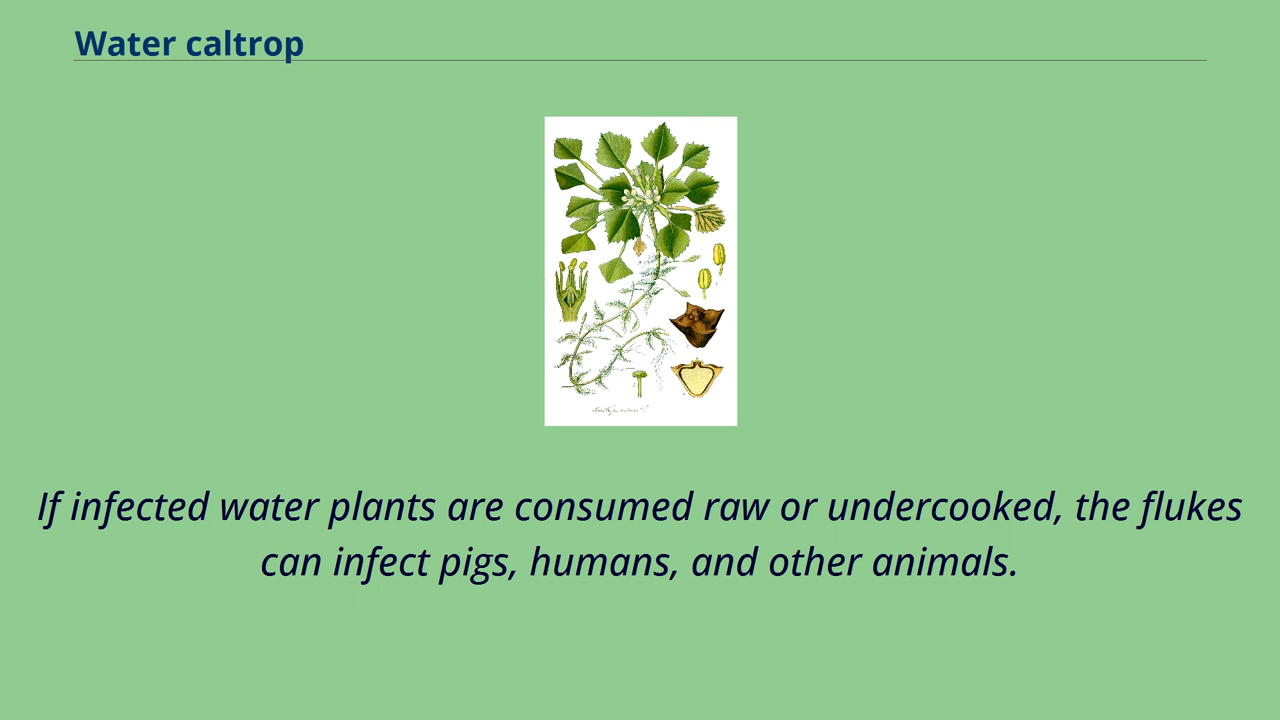 Water caltrop
If infected water plants are consumed raw or undercooked, the flukes
can infect pigs, humans, and other animals.